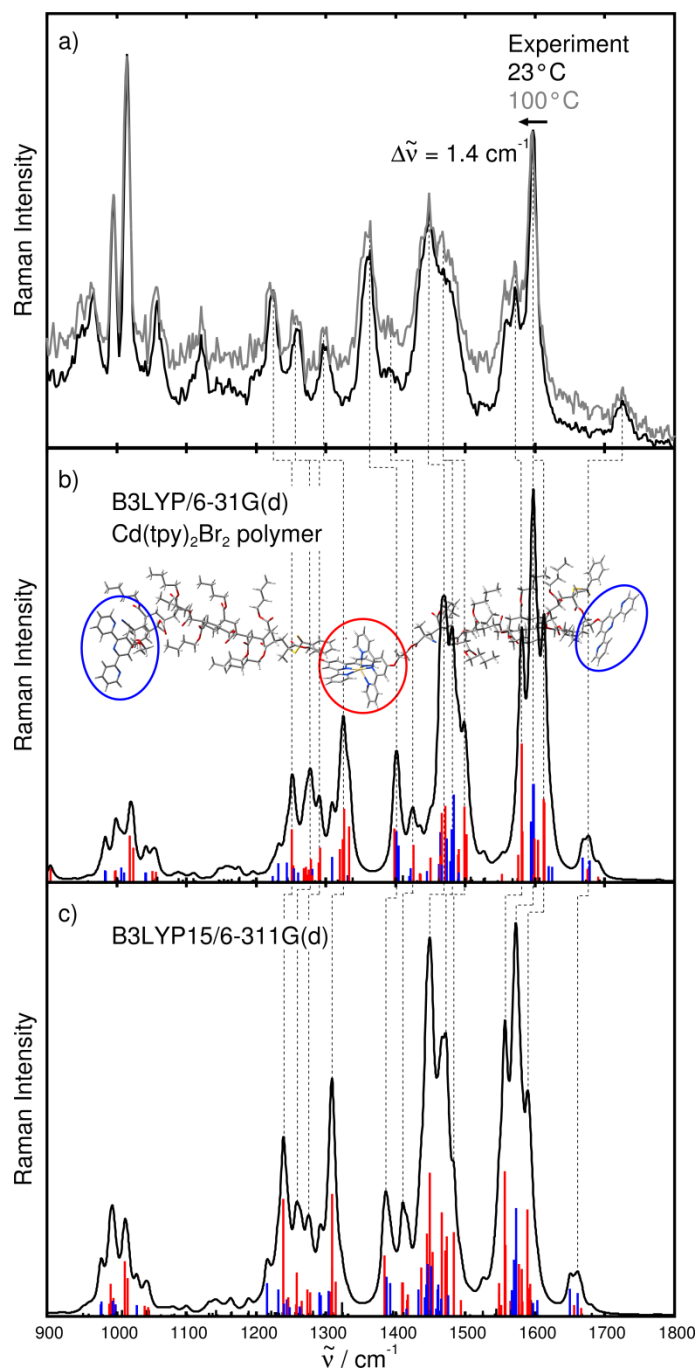 a)
Experiment
23°C
100°C
Δν̃ = 1.4 cm⁻¹
Raman Intensity
b)
B3LYP/6-31G(d)
Cd(tpy)₂Br₂ polymer
Raman Intensity
c)
B3LYP15/6-311G(d)
Raman Intensity
900 1000 1100 1200 1300 1400 1500 1600 1700 1800
ν̃ / cm⁻¹